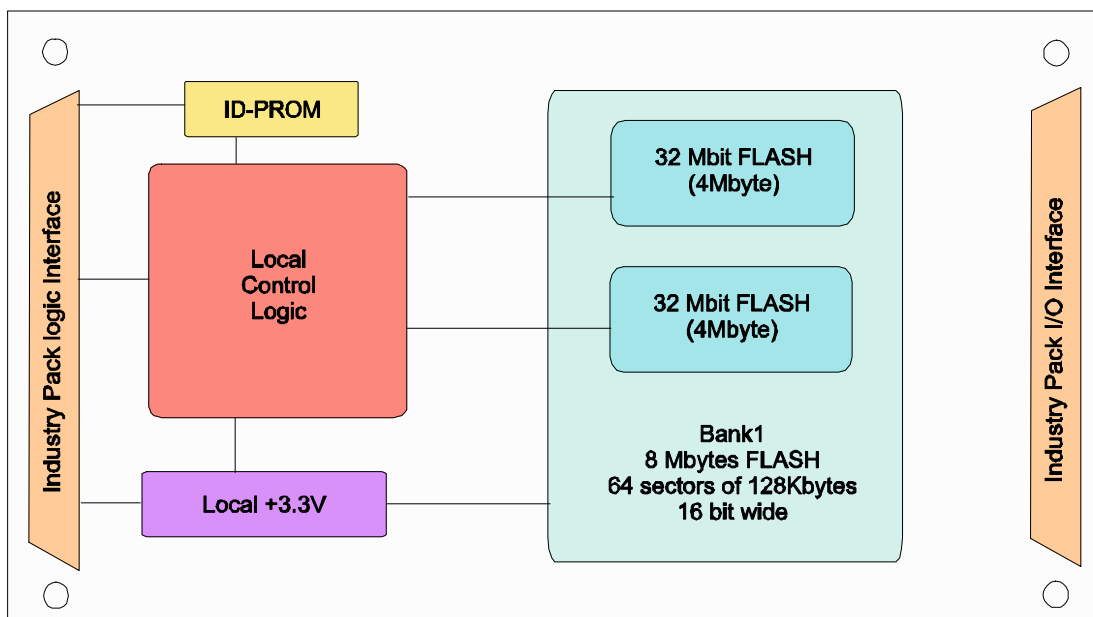 Industry Pack logic Interface
ID-PROM
Local
Control
Logic
Local +3.3V
32 Mbit FLASH
(4Mbyte)
32 Mbit FLASH
(4Mbyte)
Bank1
8 Mbytes FLASH
64 sectors of 128Kbytes
16 bit wide
Industry Pack I/O Interface